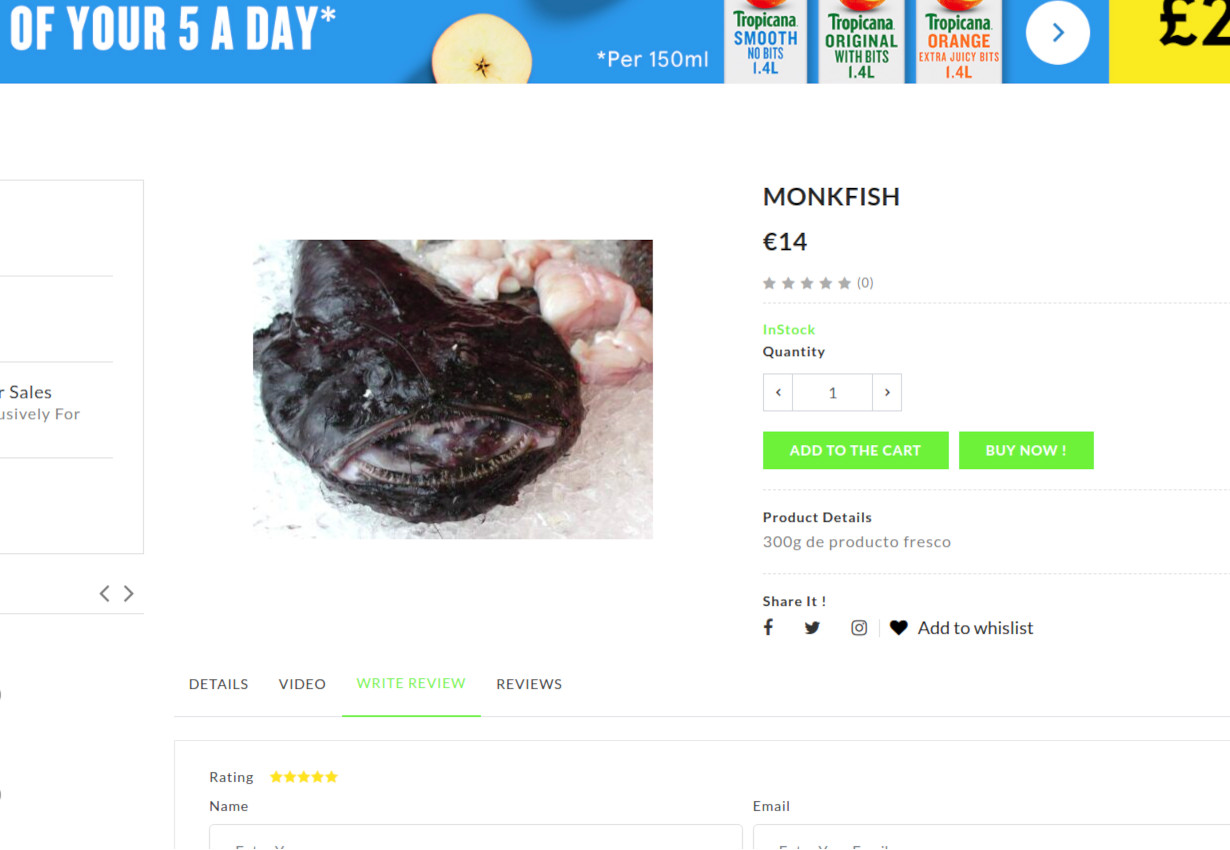 OF YOUR 5 A DAY*
*Per 150ml
Tropicana
SMOOTH
NO BITS
1.4L
Tropicana
ORIGINAL
WITH BITS
1.4L
Tropicana
ORANGE
EXTRA JUICY BITS
1.4L
£2
r Sales
usively For
MONKFISH
€14
(0)
InStock
Quantity
1
ADD TO THE CART
BUY NOW !
Product Details
300g de producto fresco
Share It !
Add to whislist
DETAILS
VIDEO
WRITE REVIEW
REVIEWS
Rating
Name
Email